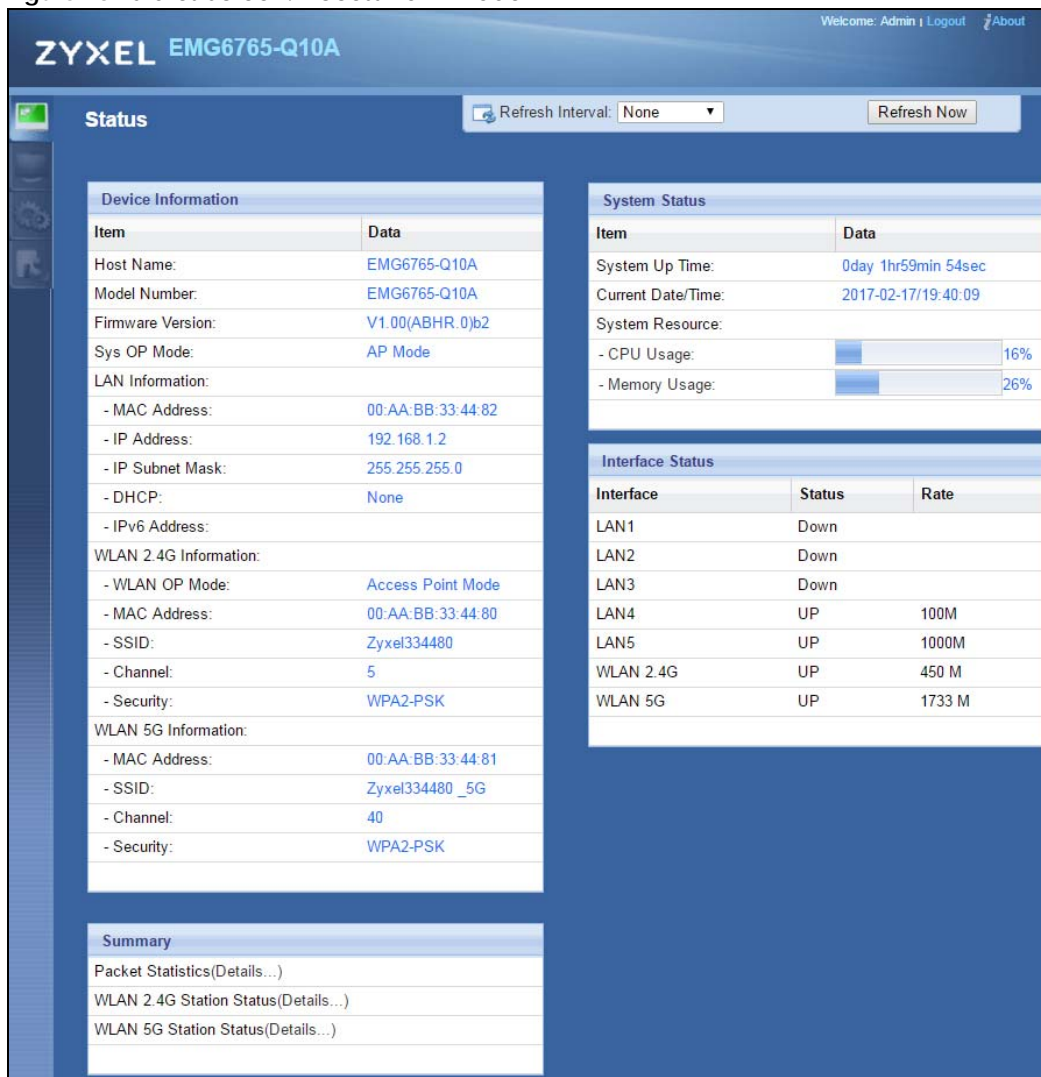 Welcome: Admin | Logout About
ZYXEL EMG6765-Q10A
Status
Refresh Interval: None
Refresh Now
Device Information
Item Data
Host Name: EMG6765-Q10A
Model Number: EMG6765-Q10A
Firmware Version: V1.00(ABHR.0)b2
Sys OP Mode: AP Mode
LAN Information:
- MAC Address: 00:AA:BB:33:44:82
- IP Address: 192.168.1.2
- IP Subnet Mask: 255.255.255.0
- DHCP: None
- IPv6 Address:
WLAN 2.4G Information:
- WLAN OP Mode: Access Point Mode
- MAC Address: 00:AA:BB:33:44:80
- SSID: Zyxel334480
- Channel: 5
- Security: WPA2-PSK
WLAN 5G Information:
- MAC Address: 00:AA:BB:33:44:81
- SSID: Zyxel334480 _5G
- Channel: 40
- Security: WPA2-PSK
Summary
Packet Statistics(Details...)
WLAN 2.4G Station Status(Details...)
WLAN 5G Station Status(Details...)
System Status
Item Data
System Up Time: 0day 1hr59min 54sec
Current Date/Time: 2017-02-17/19:40:09
System Resource:
- CPU Usage: 16%
- Memory Usage: 26%
Interface Status
Interface Status Rate
LAN1 Down
LAN2 Down
LAN3 Down
LAN4 UP 100M
LAN5 UP 1000M
WLAN 2.4G UP 450 M
WLAN 5G UP 1733 M